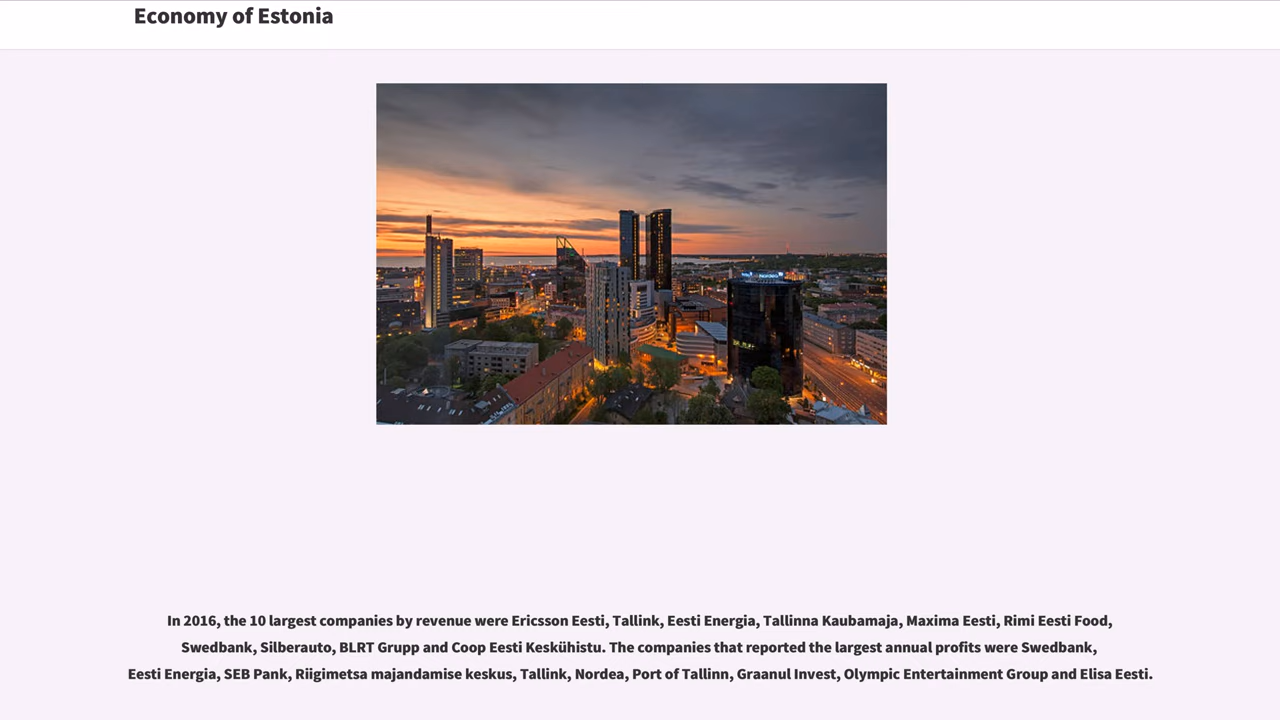 Economy of Estonia
In 2016, the 10 largest companies by revenue were Ericsson Eesti, Tallink, Eesti Energia, Tallinna Kaubamaja, Maxima Eesti, Rimi Eesti Food,
Swedbank, Silberauto, BLRT Grupp and Coop Eesti Keskühistu. The companies that reported the largest annual profits were Swedbank,
Eesti Energia, SEB Pank, Riigimetsa majandamise keskus, Tallink, Nordea, Port of Tallinn, Graanul Invest, Olympic Entertainment Group and Elisa Eesti.